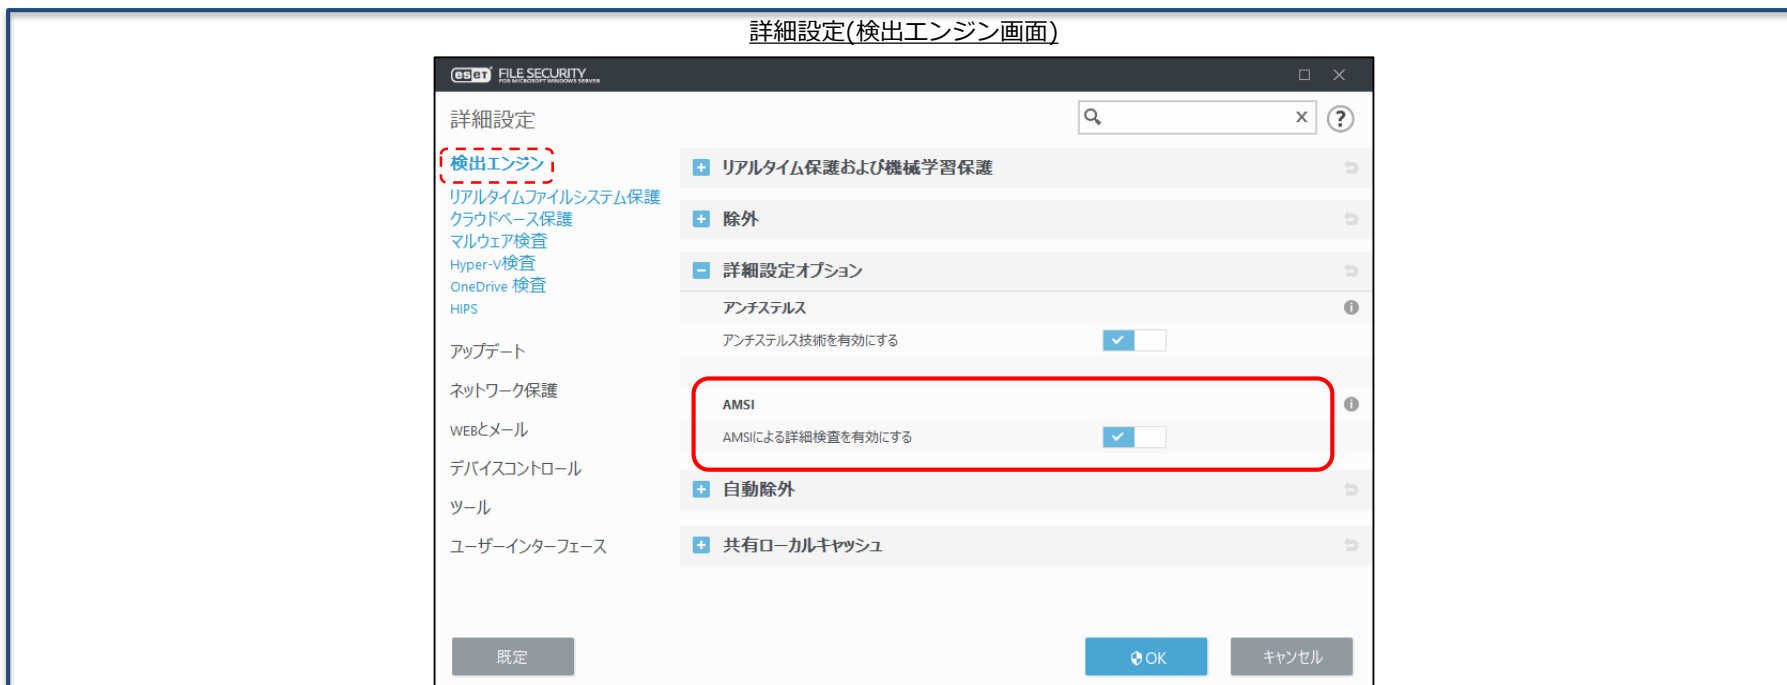 詳細設定(検出エンジン画面)
eset FILE SECURITY
FOR MICROSOFT WINDOWS SERVER
詳細設定
検出エンジン
リアルタイムファイルシステム保護
クラウドベース保護
マルウェア検査
Hyper-V検査
OneDrive 検査
HIPS
アップデート
ネットワーク保護
WEBとメール
デバイスコントロール
ツール
ユーザーインターフェース
リアルタイム保護および機械学習保護
除外
詳細設定オプション
アンチステルス
アンチステルス技術を有効にする
AMSI
AMSIによる詳細検査を有効にする
自動除外
共有ローカルキャッシュ
既定
OK
キャンセル